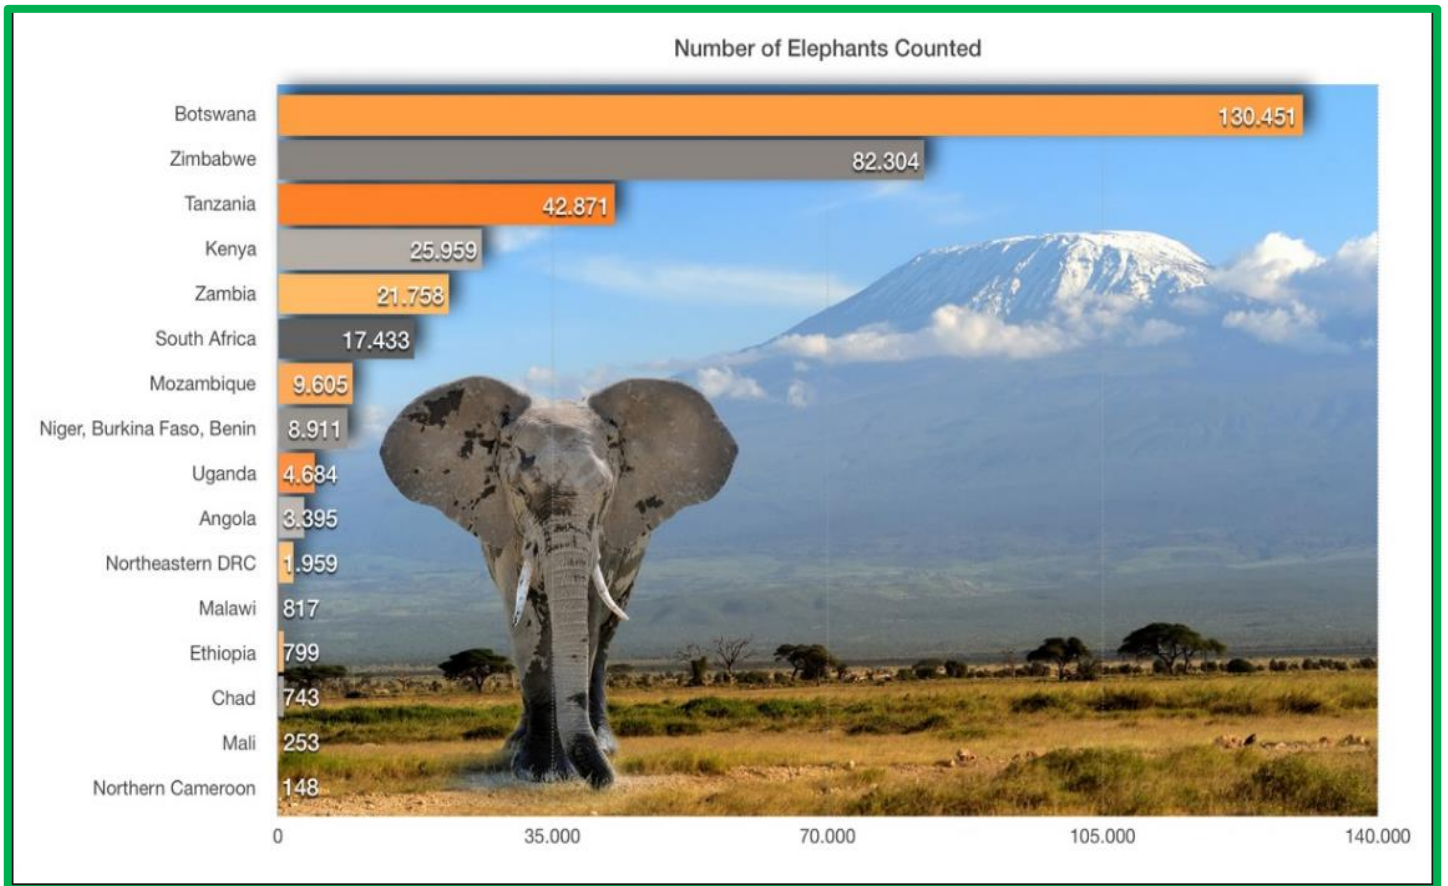 Number of Elephants Counted
Botswana 130.451
Zimbabwe 82.304
Tanzania 42.871
Kenya 25.959
Zambia 21.758
South Africa 17.433
Mozambique 9.605
Niger, Burkina Faso, Benin 8.911
Uganda 4.684
Angola 3.395
Northeastern DRC 1.959
Malawi 817
Ethiopia 799
Chad 743
Mali 253
Northern Cameroon 148
0 35.000 70.000 105.000 140.000